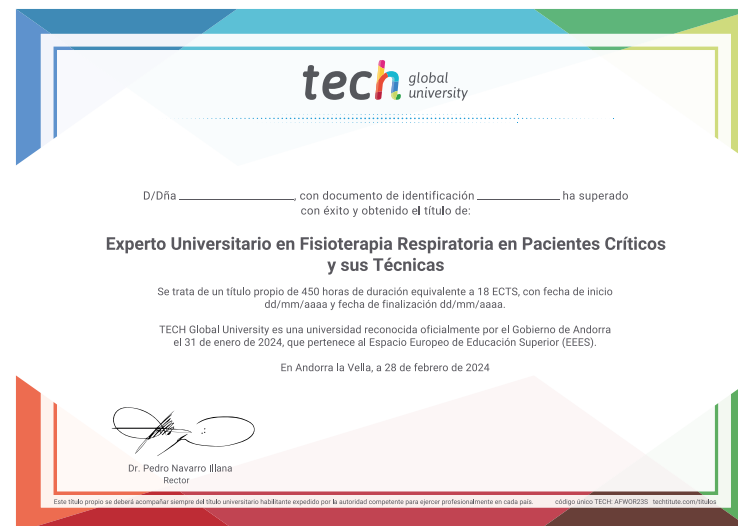 tech global
university
D/Dña ____________________, con documento de identificación ______________ ha superado
con éxito y obtenido el título de:
Experto Universitario en Fisioterapia Respiratoria en Pacientes Críticos
y sus Técnicas
Se trata de un título propio de 450 horas de duración equivalente a 18 ECTS, con fecha de inicio
dd/mm/aaaa y fecha de finalización dd/mm/aaaa.
TECH Global University es una universidad reconocida oficialmente por el Gobierno de Andorra
el 31 de enero de 2024, que pertenece al Espacio Europeo de Educación Superior (EEES).
En Andorra la Vella, a 28 de febrero de 2024
Dr. Pedro Navarro Illana
Rector
Este título propio se deberá acompañar siempre del título universitario habilitante expedido por la autoridad competente para ejercer profesionalmente en cada país. código único TECH: AFWOR23S techtitute.com/titulos